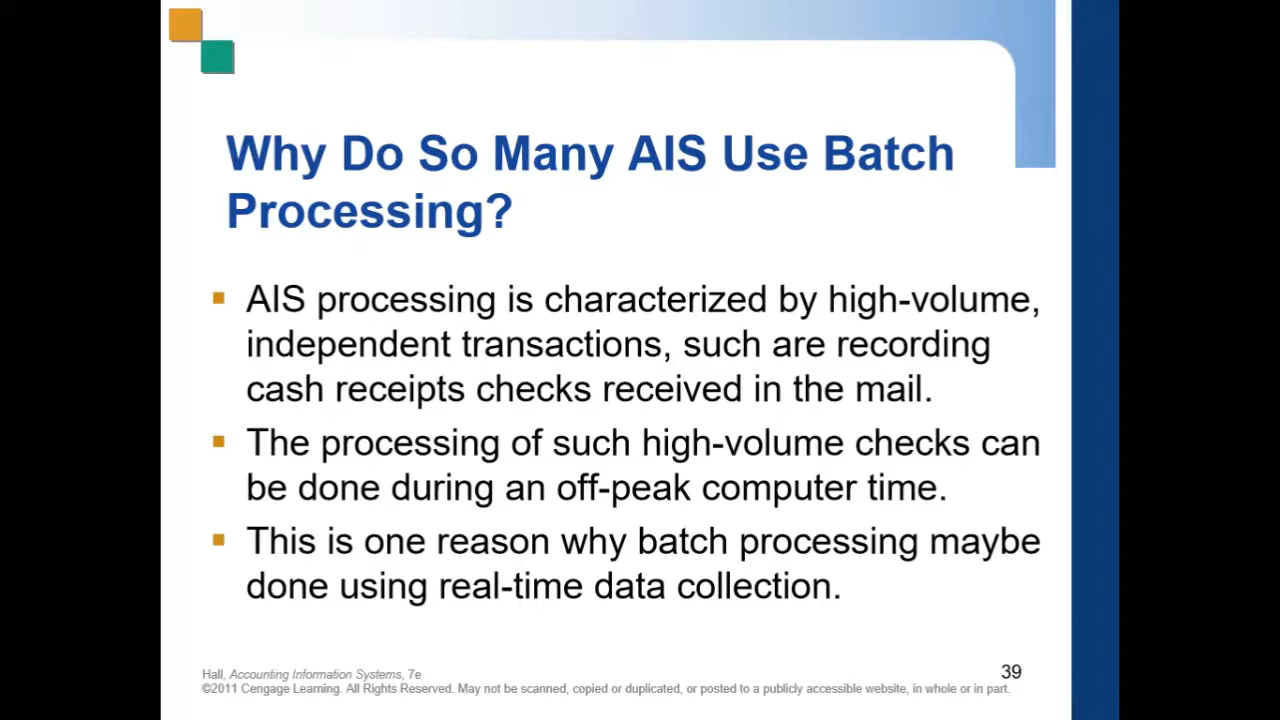 Why Do So Many AIS Use Batch
Processing?
▪ AIS processing is characterized by high-volume,
independent transactions, such are recording
cash receipts checks received in the mail.
▪ The processing of such high-volume checks can
be done during an off-peak computer time.
▪ This is one reason why batch processing maybe
done using real-time data collection.
Hall, Accounting Information Systems, 7e
©2011 Cengage Learning. All Rights Reserved. May not be scanned, copied or duplicated, or posted to a publicly accessible website, in whole or in part.
39